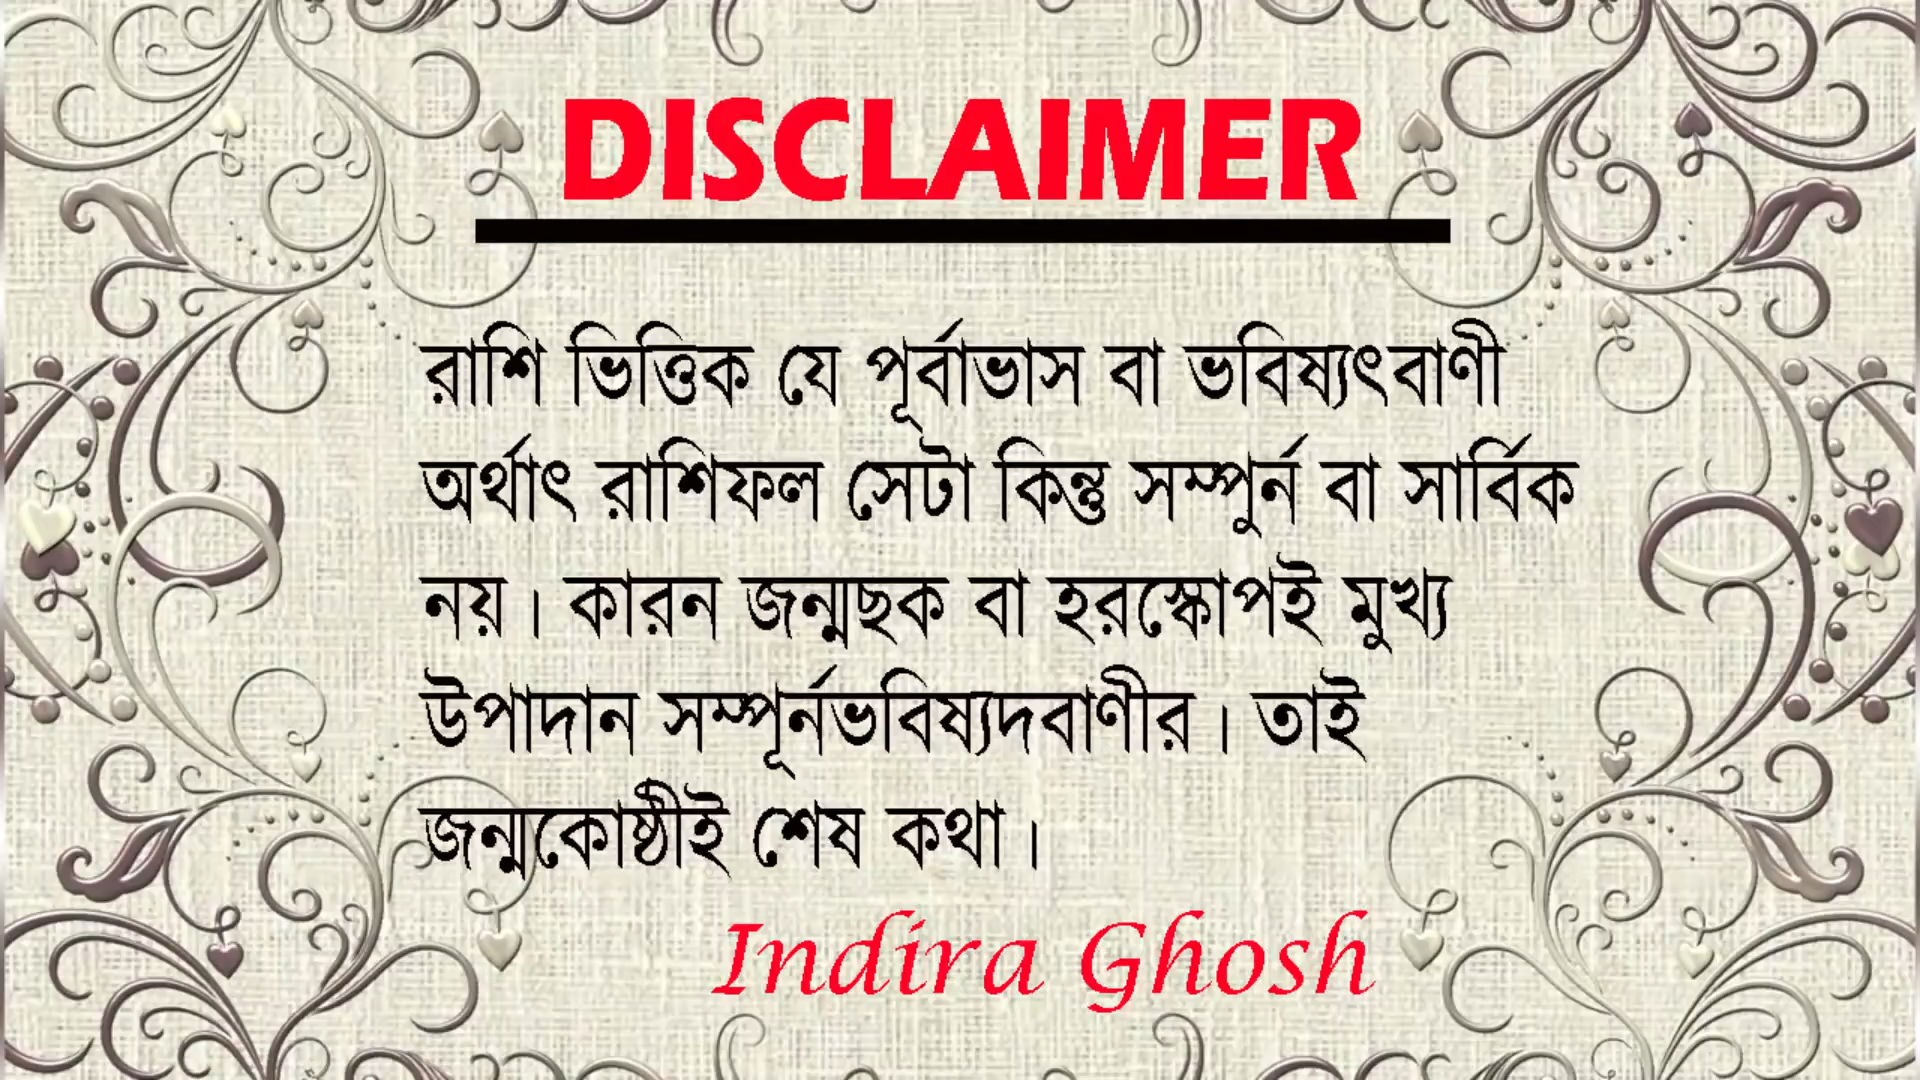 DISCLAIMER
রাশি ভিত্তিক যে পূর্বাভাস বা ভবিষ্যৎবাণী
অর্থাৎ রাশিফল সেটা কিন্তু সম্পুর্ন বা সার্বিক
নয়। কারন জন্মছক বা হরস্কোপই মুখ্য
উপাদান সম্পূর্নভবিষ্যদবাণীর। তাই
জন্মকোষ্ঠীই শেষ কথা।
Indira Ghosh